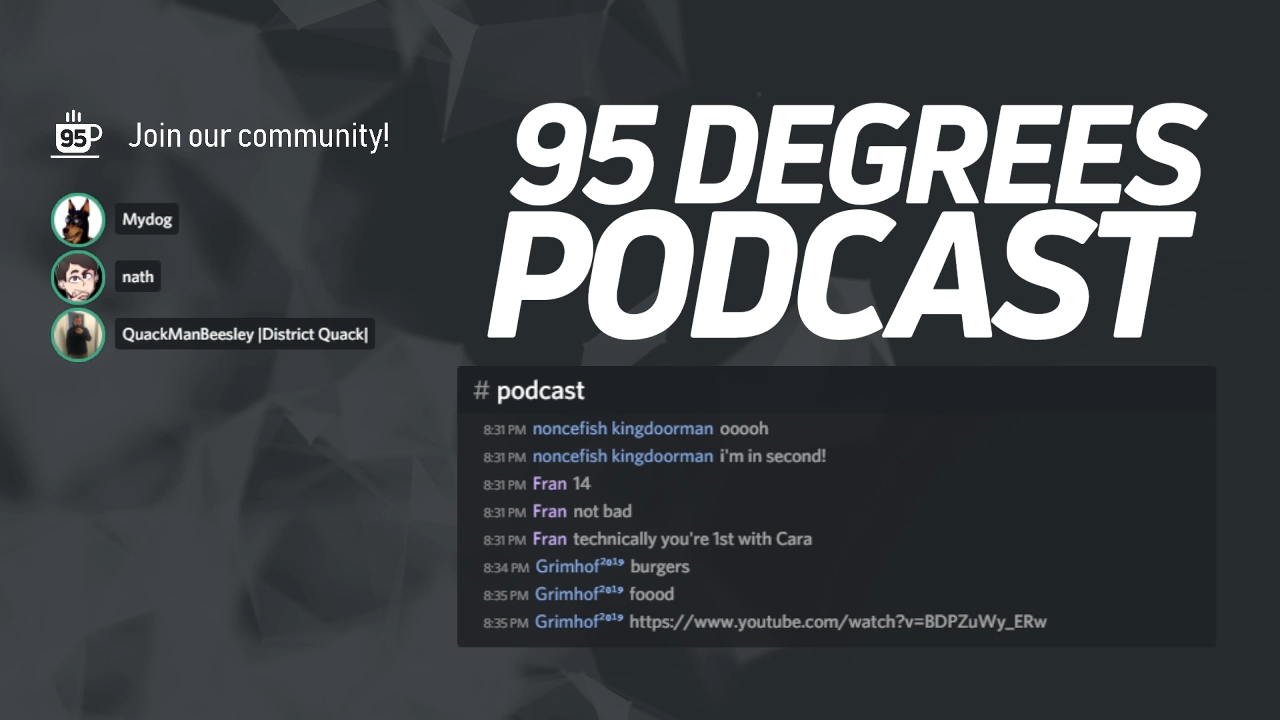 95
Join our community!
Mydog
nath
QuackManBeesley |District Quack|
95 DEGREES
PODCAST
# podcast
8:31 PM noncefish kingdoorman ooooh
8:31 PM noncefish kingdoorman i'm in second!
8:31 PM Fran 14
8:31 PM Fran not bad
8:31 PM Fran technically you're 1st with Cara
8:34 PM Grimhof²⁰¹⁹ burgers
8:35 PM Grimhof²⁰¹⁹ foood
8:35 PM Grimhof²⁰¹⁹ https://www.youtube.com/watch?v=BDPZuWy_ERw